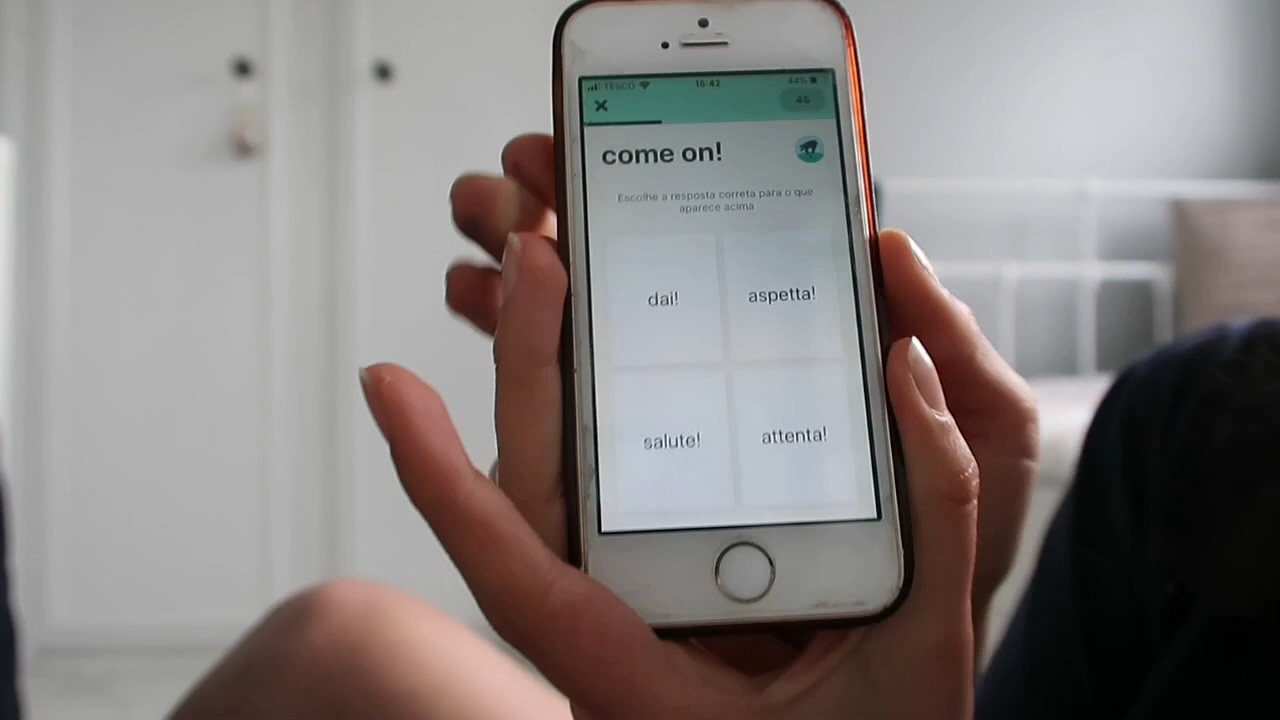 TESCO 15:42 44%
45
come on!
Escolhe a resposta correta para o que
aparece acima
dai! aspetta!
salute! attenta!